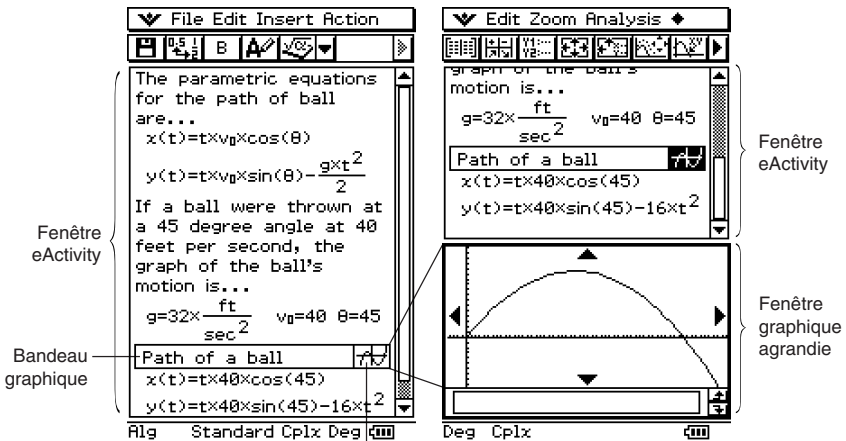 File Edit Insert Action
B
The parametric equations
for the path of ball
are...
x(t)=t×v₀×cos(θ)
y(t)=t×v₀×sin(θ)-g×t²/2
If a ball were thrown at
a 45 degree angle at 40
feet per second, the
graph of the ball's
motion is...
g=32×ft/sec² v₀=40 θ=45
Path of a ball
x(t)=t×40×cos(45)
y(t)=t×40×sin(45)-16×t²
Alg Standard Cplx Deg
Fenêtre
eActivity
Bandeau
graphique
Edit Zoom Analysis
graph of the ball's
motion is...
g=32×ft/sec² v₀=40 θ=45
Path of a ball
x(t)=t×40×cos(45)
y(t)=t×40×sin(45)-16×t²
Deg Cplx
Fenêtre
eActivity
Fenêtre
graphique
agrandie